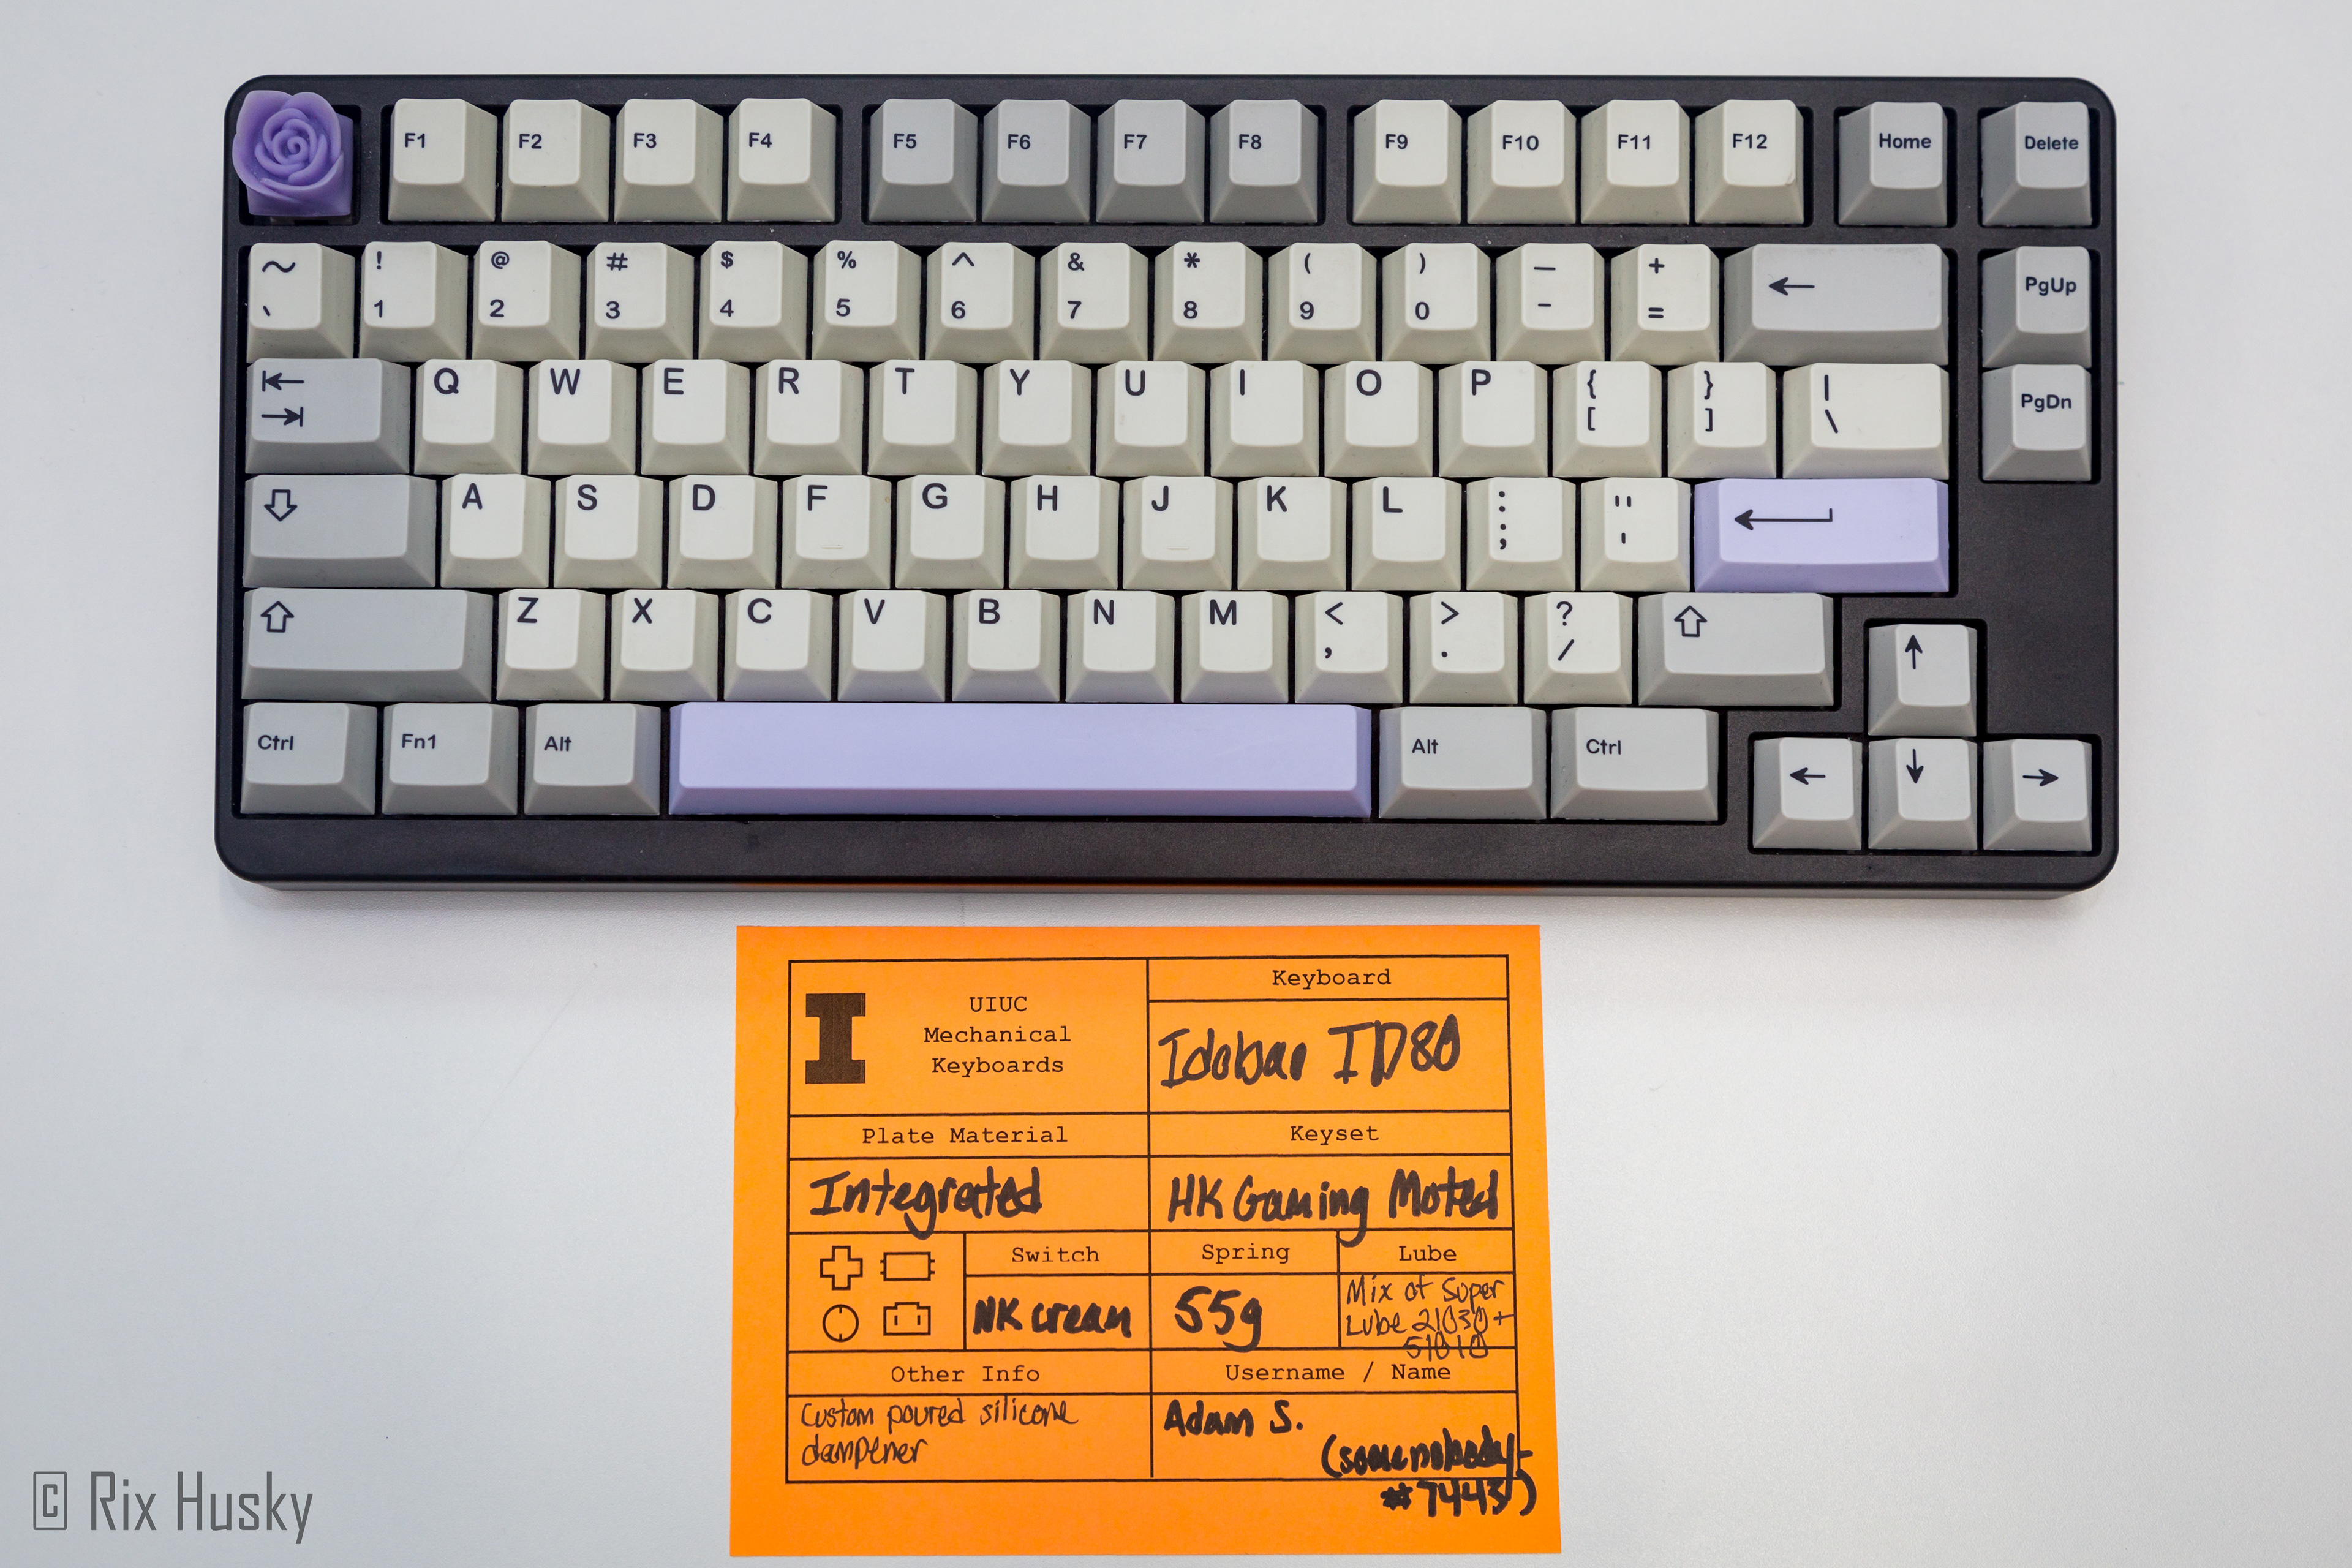 F1 F2 F3 F4 F5 F6 F7 F8 F9 F10 F11 F12 Home Delete
~ ! @ # $ % ^ & * ( ) — +
` 1 2 3 4 5 6 7 8 9 0 - = ← PgUp
⇤ Q W E R T Y U I O P { } |
⇥ [ ] \ PgDn
⇩ A S D F G H J K L : "
; ' ←
⇧ Z X C V B N M < > ? ⇧ ↑
, . /
Ctrl Fn1 Alt Alt Ctrl ← ↓ →
I
UIUC
Mechanical
Keyboards
Keyboard
Idobao ID80
Plate Material
Integrated
Keyset
HK Gaming Moted
Switch
NK cream
Spring
55g
Lube
Mix of Super
Lube 21030 +
51010
Other Info
Custom poured silicone
dampener
Username / Name
Adam S.
(somenobody-
#7443)
© Rix Husky